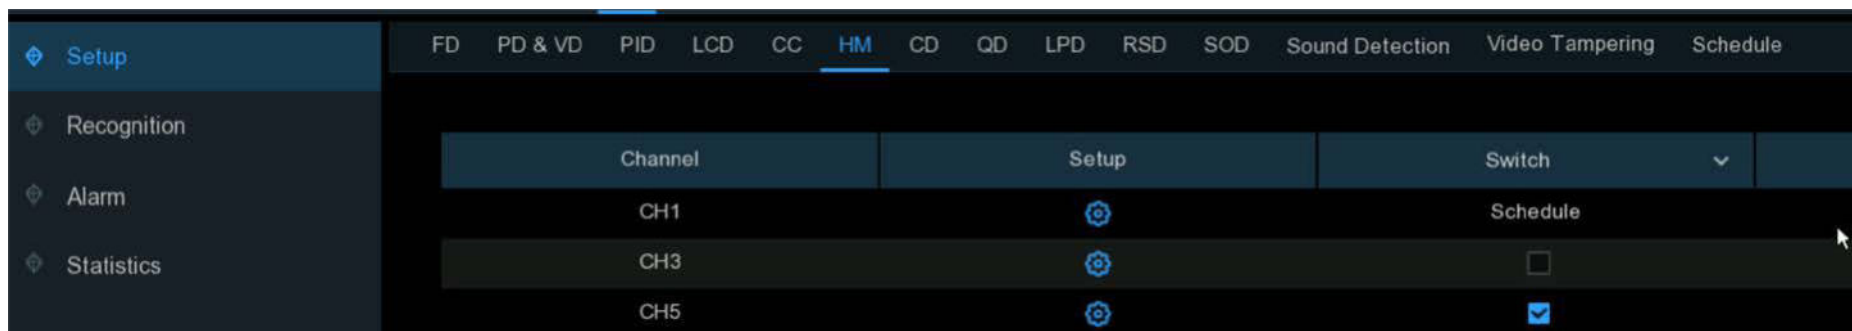 Setup
Recognition
Alarm
Statistics
FD PD & VD PID LCD CC HM CD QD LPD RSD SOD Sound Detection Video Tampering Schedule
Channel Setup Switch
CH1 Schedule
CH3
CH5